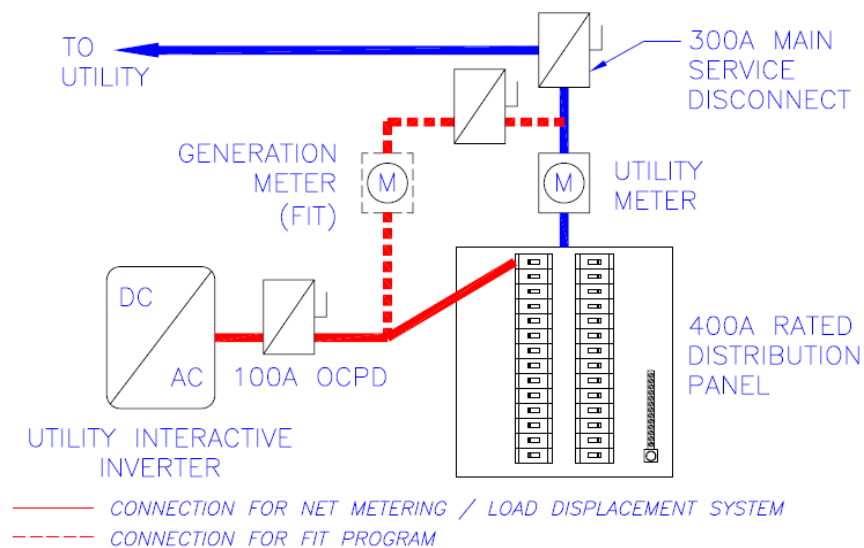 TO
UTILITY
300A MAIN
SERVICE
DISCONNECT
GENERATION
METER
(FIT)
M
M
UTILITY
METER
DC
AC
100A OCPD
400A RATED
DISTRIBUTION
PANEL
UTILITY INTERACTIVE
INVERTER
CONNECTION FOR NET METERING / LOAD DISPLACEMENT SYSTEM
CONNECTION FOR FIT PROGRAM